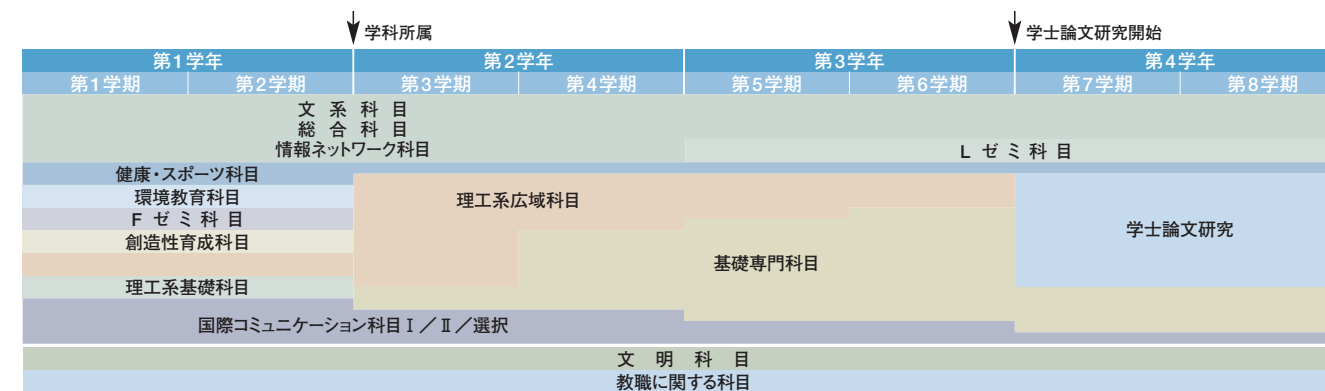 学科所属
学士論文研究開始
第1学年
第2学年
第3学年
第4学年
第1学期
第2学期
第3学期
第4学期
第5学期
第6学期
第7学期
第8学期
文系科目
総合科目
情報ネットワーク科目
Lゼミ科目
健康・スポーツ科目
環境教育科目
理工系広域科目
Fゼミ科目
学士論文研究
創造性育成科目
基礎専門科目
理工系基礎科目
国際コミュニケーション科目Ⅰ／Ⅱ／選択
文明科目
教職に関する科目